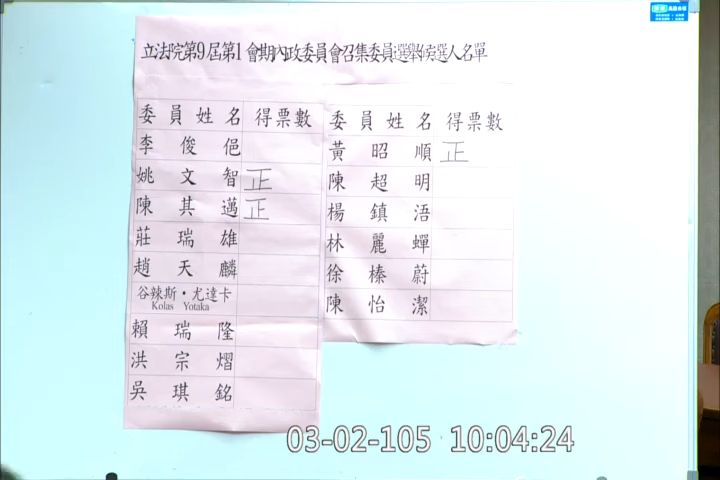 立法院第9屆第1會期內政委員會召集委員選舉候選人名單
委員姓名 得票數
李俊俋
姚文智 正
陳其邁 正
莊瑞雄
趙天麟
谷辣斯·尤達卡
Kolas Yotaka
賴瑞隆
洪宗熠
吳琪銘
委員姓名 得票數
黃昭順 正
陳超明
楊鎮浯
林麗蟬
徐榛蔚
陳怡潔
03-02-105 10:04:24